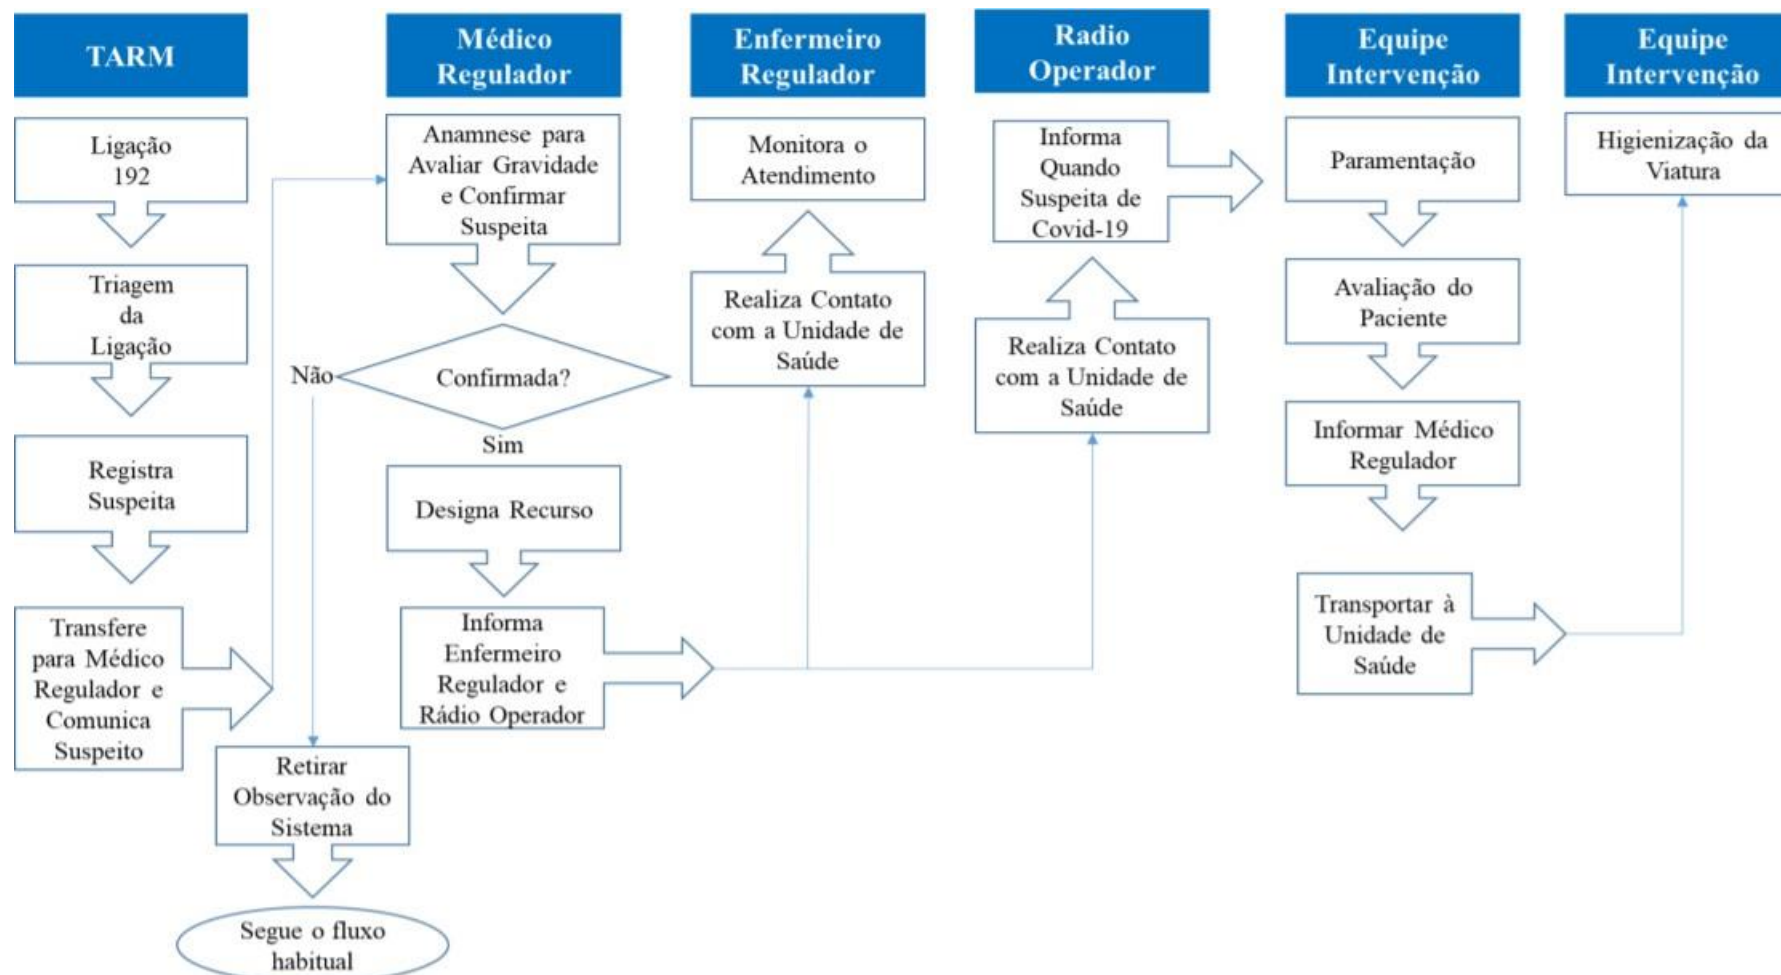 TARM
Ligação
192
Triagem
da
Ligação
Registra
Suspeita
Transfere
para Médico
Regulador e
Comunica
Suspeito
Médico
Regulador
Anamnese para
Avaliar Gravidade
e Confirmar
Suspeita
Confirmada?
Não
Sim
Designa Recurso
Informa
Enfermeiro
Regulador e
Rádio Operador
Retirar
Observação do
Sistema
Segue o fluxo
habitual
Enfermeiro
Regulador
Monitora o
Atendimento
Realiza Contato
com a Unidade de
Saúde
Radio
Operador
Informa
Quando
Suspeita de
Covid-19
Realiza Contato
com a Unidade de
Saúde
Equipe
Intervenção
Paramentação
Avaliação do
Paciente
Informar Médico
Regulador
Transportar à
Unidade de
Saúde
Equipe
Intervenção
Higienização da
Viatura